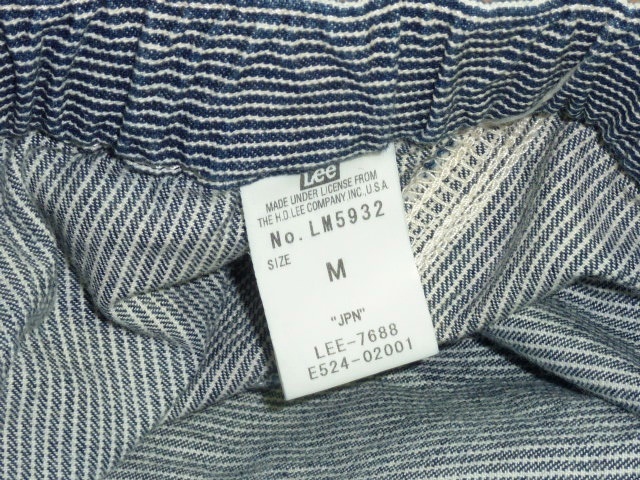 Lee
MADE UNDER LICENSE FROM
THE H.D.LEE COMPANY,INC.,U.S.A.
No. LM5932
SIZE
M
"JPN"
LEE-7688
E524-02001